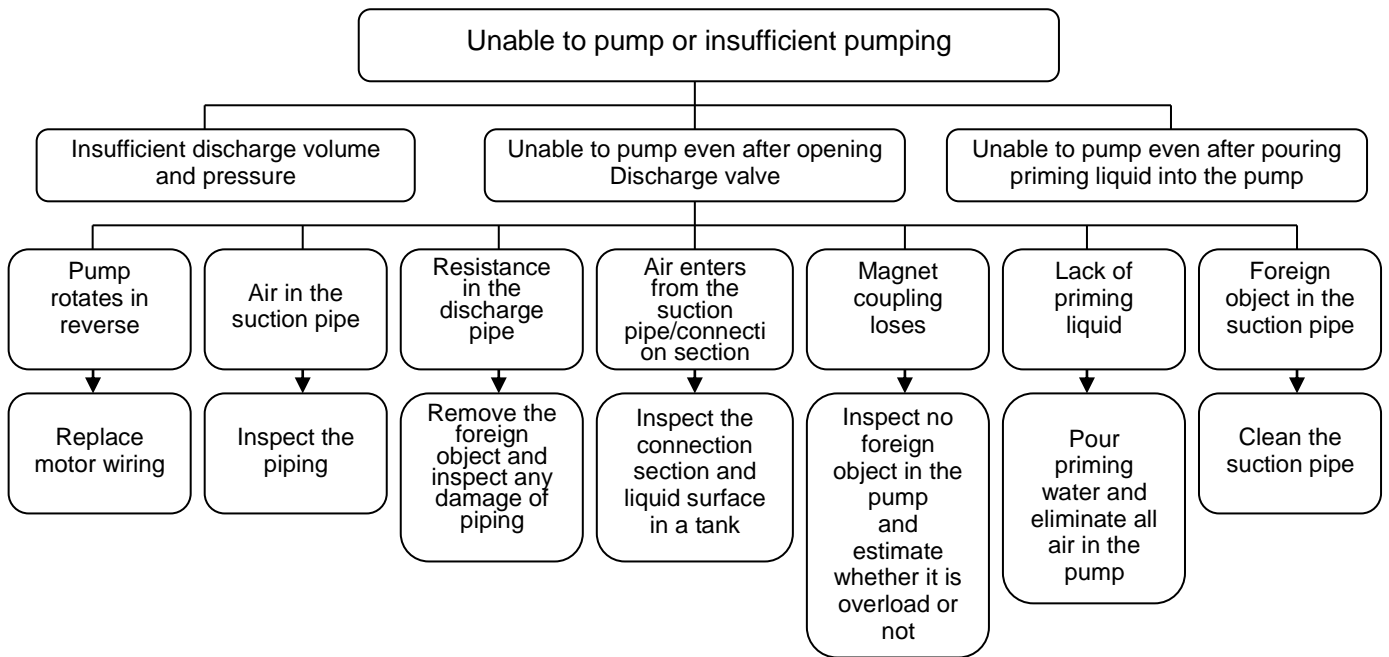 Unable to pump or insufficient pumping
Insufficient discharge volume
and pressure
Unable to pump even after opening
Discharge valve
Unable to pump even after pouring
priming liquid into the pump
Pump
rotates in
reverse
Air in the
suction pipe
Resistance
in the
discharge
pipe
Air enters
from the
suction
pipe/connecti
on section
Magnet
coupling
loses
Lack of
priming
liquid
Foreign
object in the
suction pipe
Replace
motor wiring
Inspect the
piping
Remove the
foreign
object and
inspect any
damage of
piping
Inspect the
connection
section and
liquid surface
in a tank
Inspect no
foreign
object in the
pump
and
estimate
whether it is
overload or
not
Pour
priming
water and
eliminate all
air in the
pump
Clean the
suction pipe